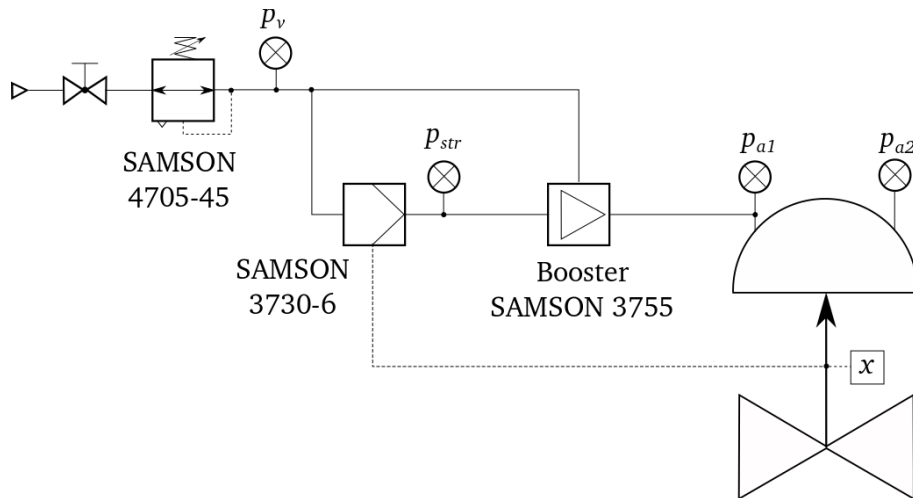 p_v
SAMSON
4705-45
p_str
p_a1
p_a2
SAMSON
3730-6
Booster
SAMSON 3755
x